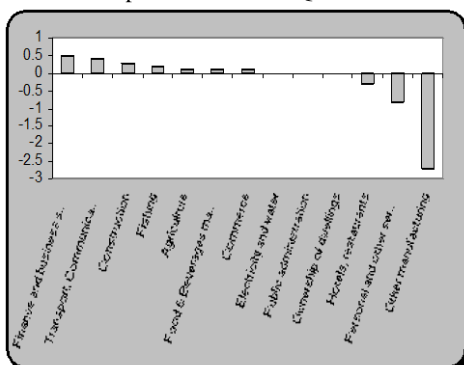 1
0.5
0
-0.5
-1
-1.5
-2
-2.5
-3
Finance and business s..
Transport, Communica..
Construction
Fishing
Agriculture
Food & Beverages ma..
Commerce
Electricity and water
Public administration
Ownership of dwellings
Hotels, restaurants
Personal and other ser..
Other manufacturing